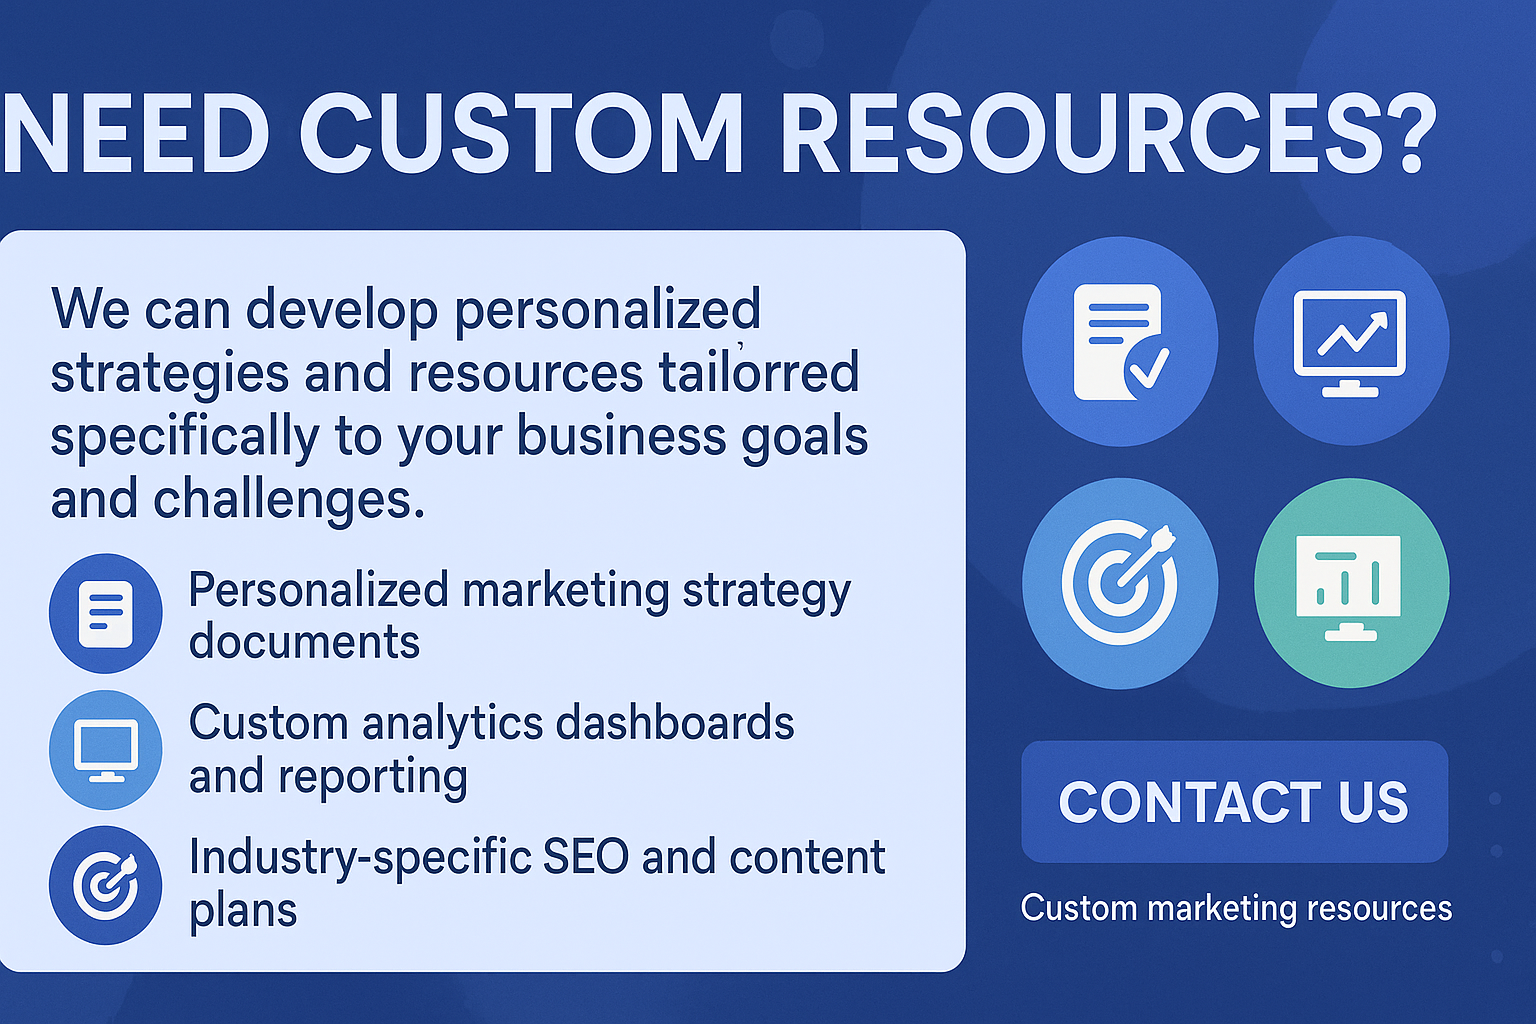 NEED CUSTOM RESOURCES?
We can develop personalized
strategies and resources tailorred
specifically to your business goals
and challenges.
Personalized marketing strategy
documents
Custom analytics dashboards
and reporting
Industry-specific SEO and content
plans
CONTACT US
Custom marketing resources